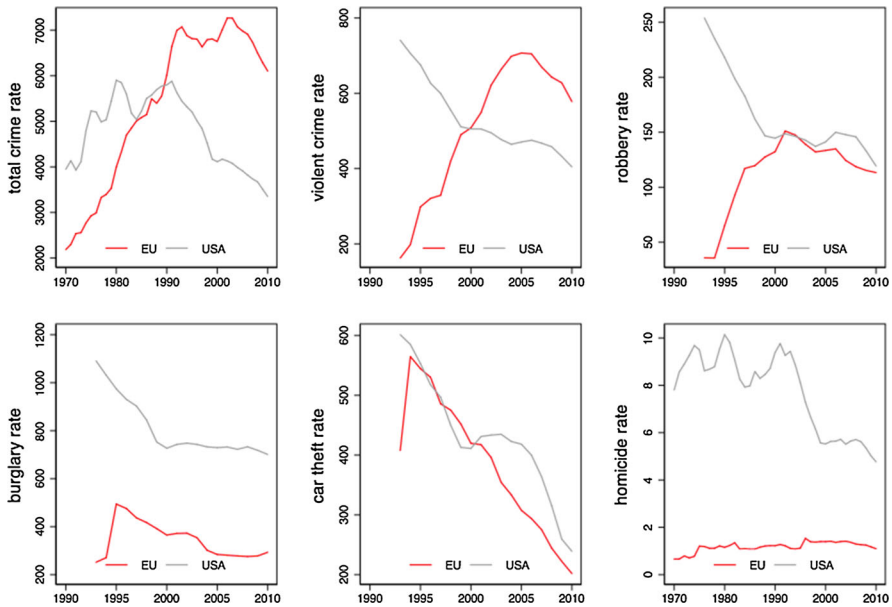 total crime rate
7000
6000
5000
4000
3000
2000
EU USA
1970 1980 1990 2000 2010
violent crime rate
800
600
400
200
EU USA
1990 1995 2000 2005 2010
robbery rate
250
200
150
100
50
EU USA
1990 1995 2000 2005 2010
burglary rate
1200
1000
800
600
400
200
EU USA
1990 1995 2000 2005 2010
car theft rate
600
500
400
300
200
EU USA
1990 1995 2000 2005 2010
homicide rate
10
8
6
4
2
0
EU USA
1970 1980 1990 2000 2010